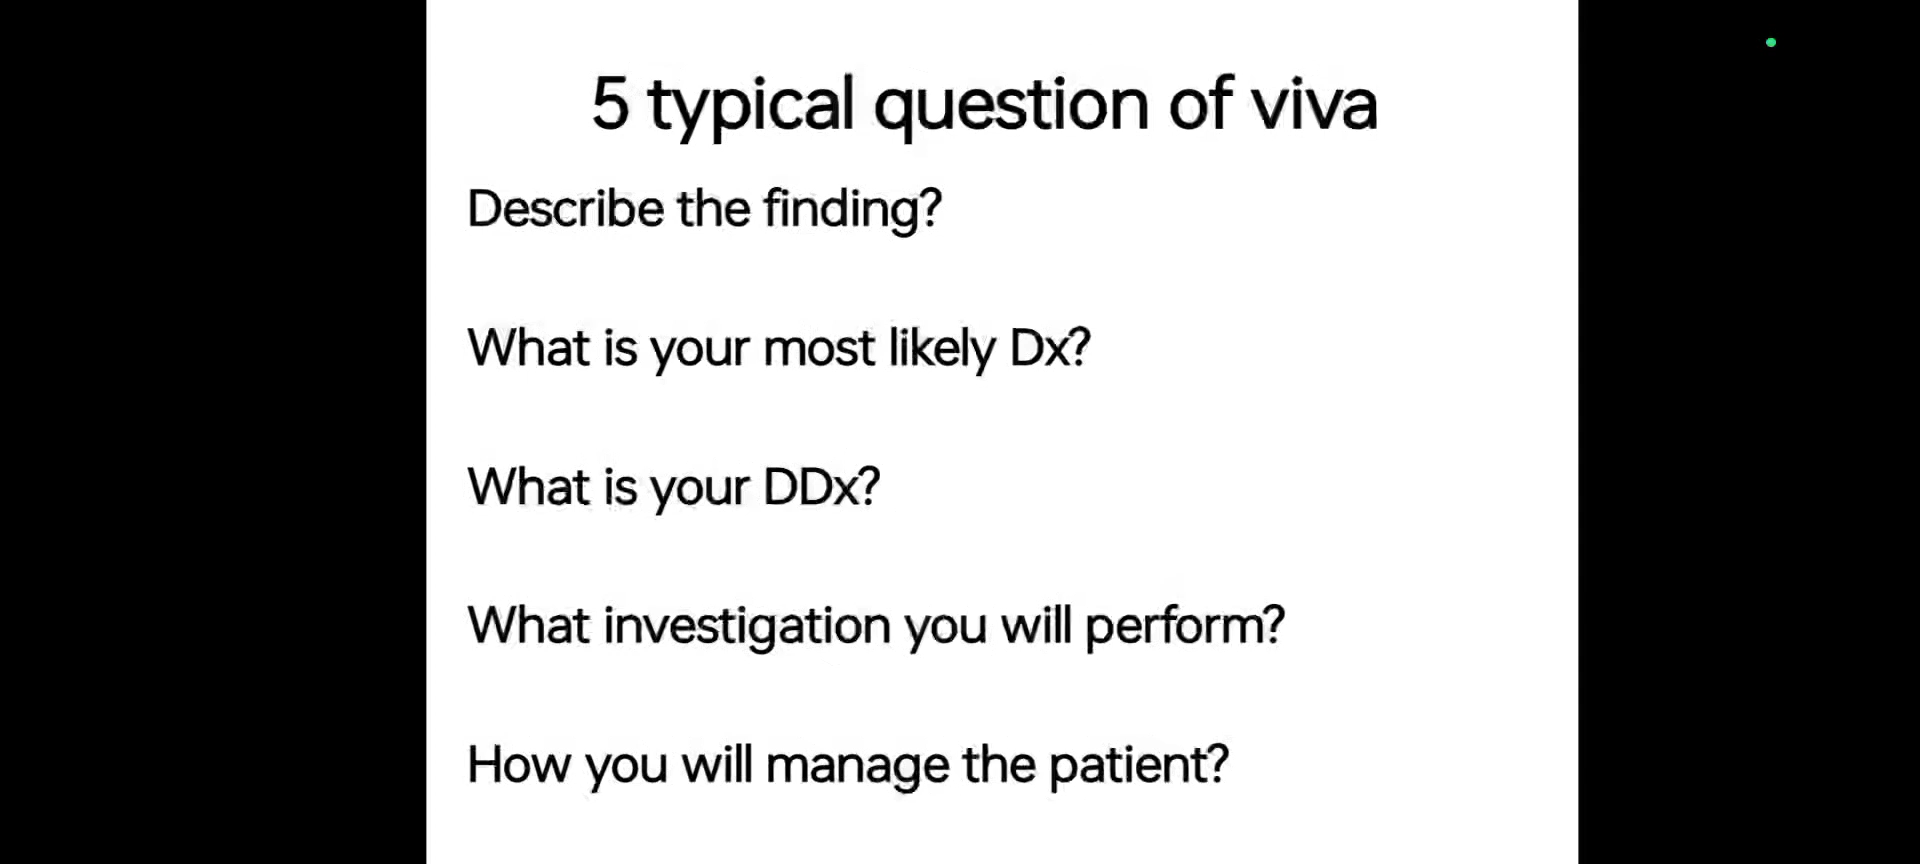 5 typical question of viva
Describe the finding?
What is your most likely Dx?
What is your DDx?
What investigation you will perform?
How you will manage the patient?